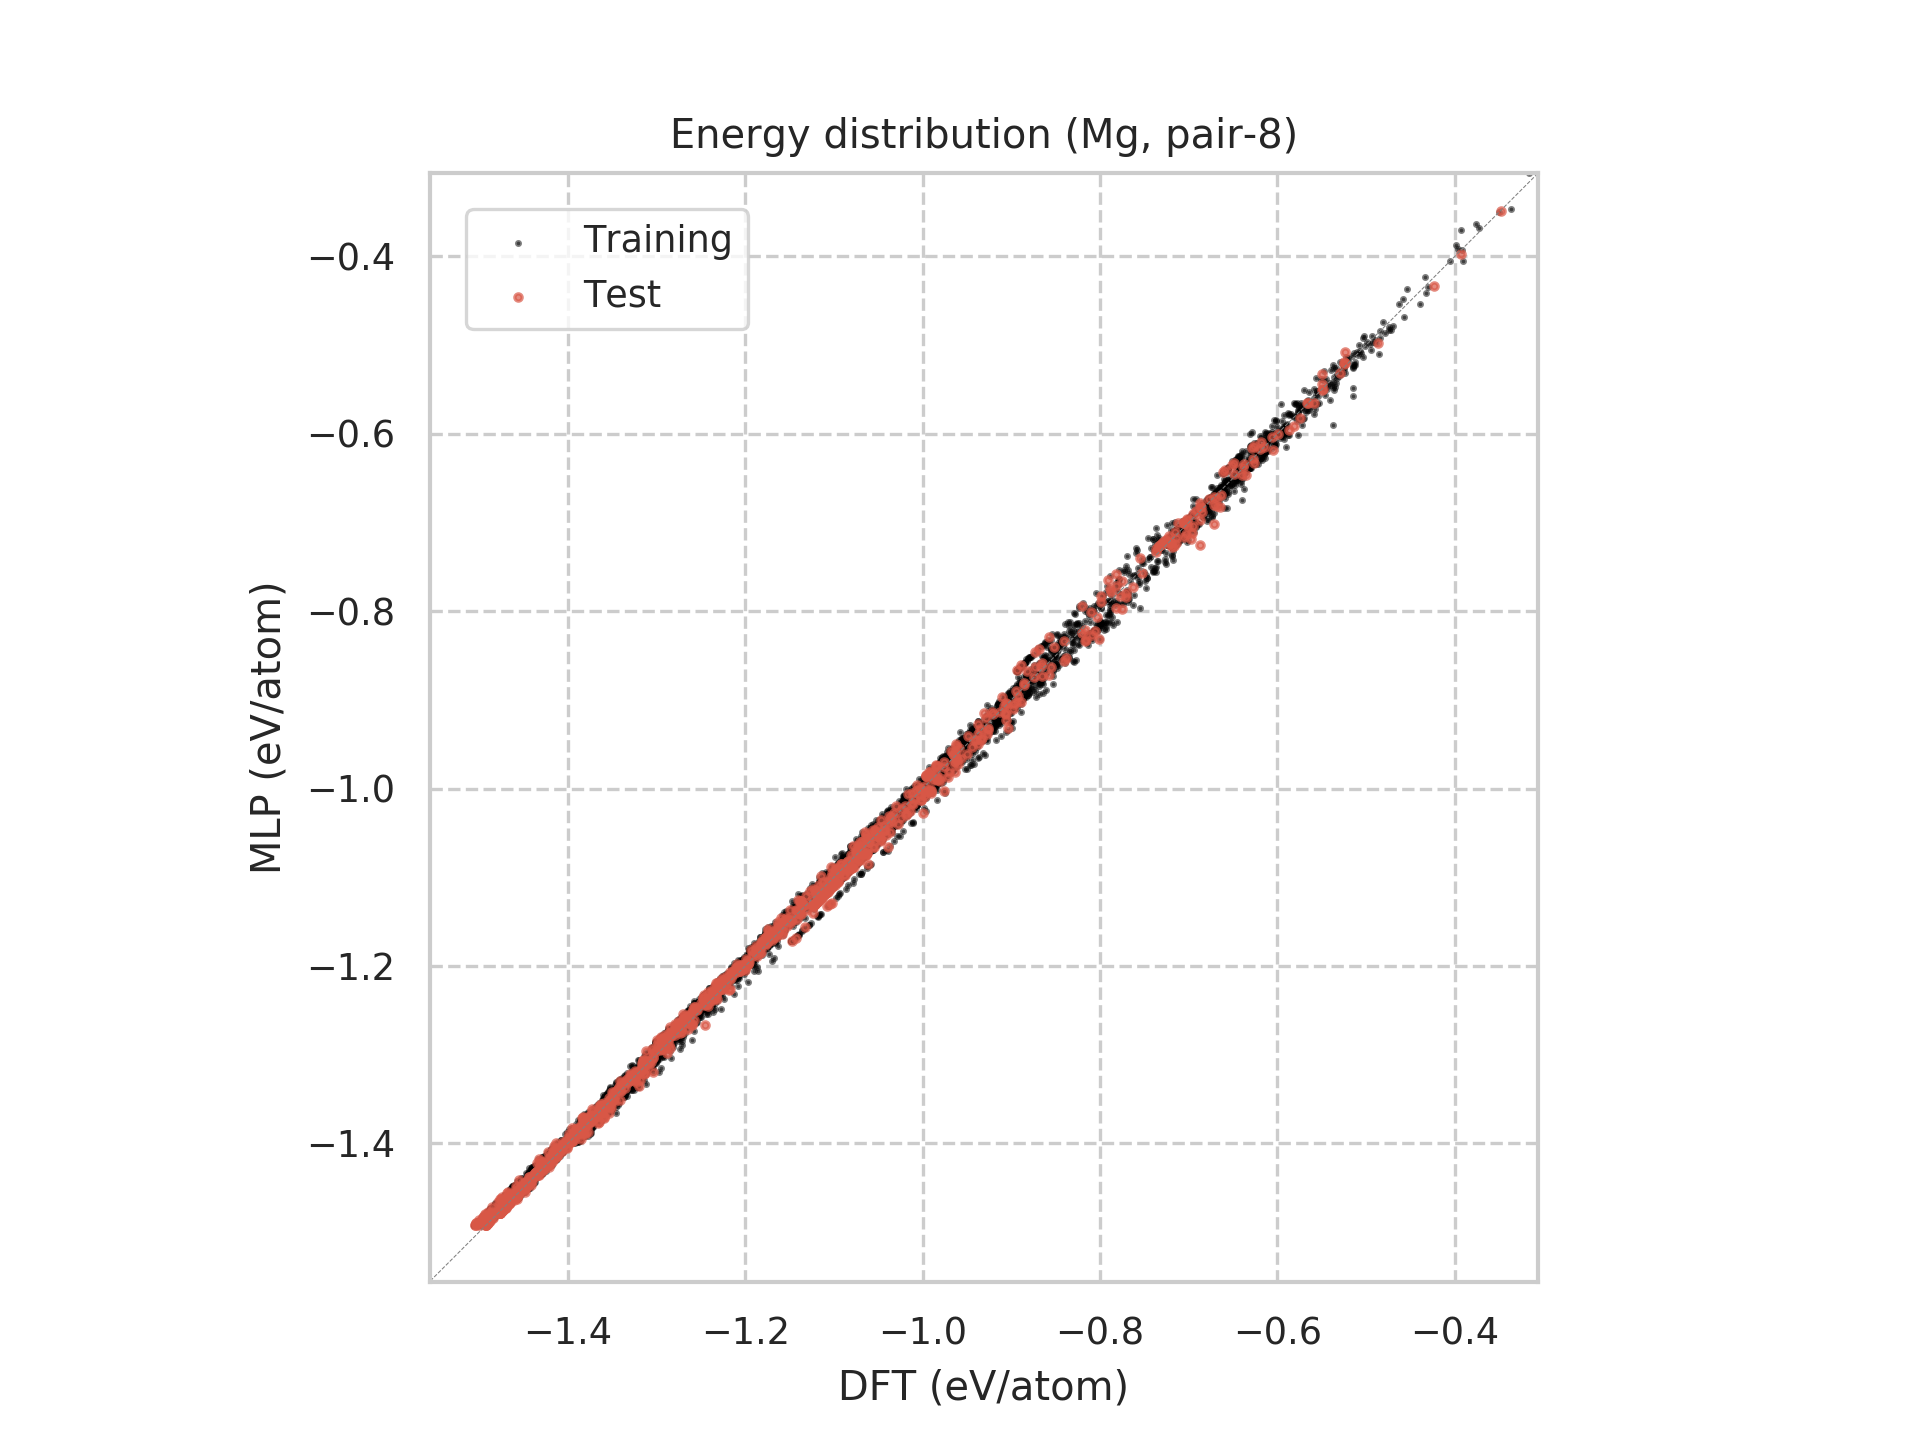 Energy distribution (Mg, pair-8)
Training
Test
−0.4
−0.6
−0.8
−1.0
−1.2
−1.4
MLP (eV/atom)
−1.4 −1.2 −1.0 −0.8 −0.6 −0.4
DFT (eV/atom)